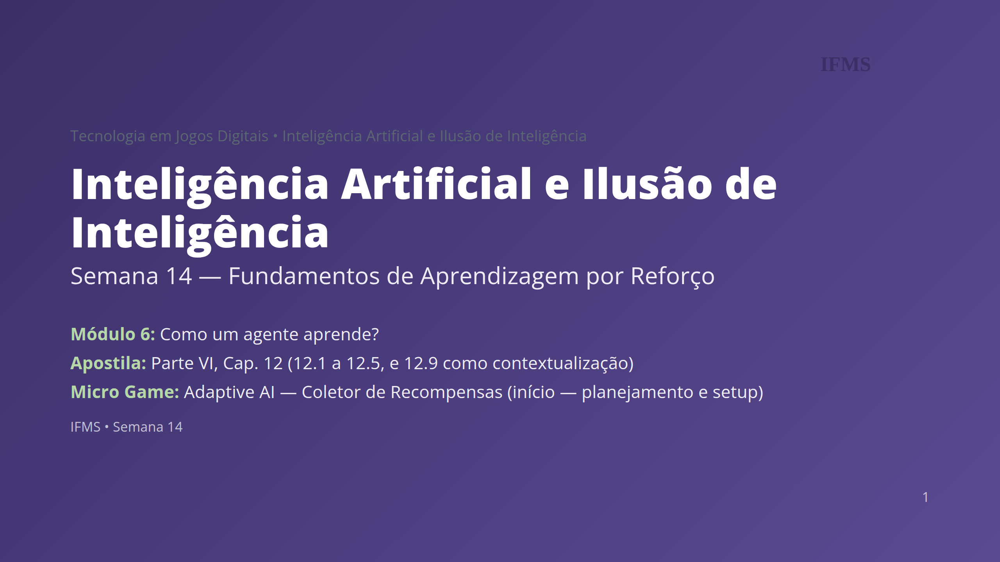 IFMS
Tecnologia em Jogos Digitais • Inteligência Artificial e Ilusão de Inteligência
Inteligência Artificial e Ilusão de
Inteligência
Semana 14 — Fundamentos de Aprendizagem por Reforço
Módulo 6: Como um agente aprende?
Apostila: Parte VI, Cap. 12 (12.1 a 12.5, e 12.9 como contextualização)
Micro Game: Adaptive AI — Coletor de Recompensas (início — planejamento e setup)
IFMS • Semana 14
1